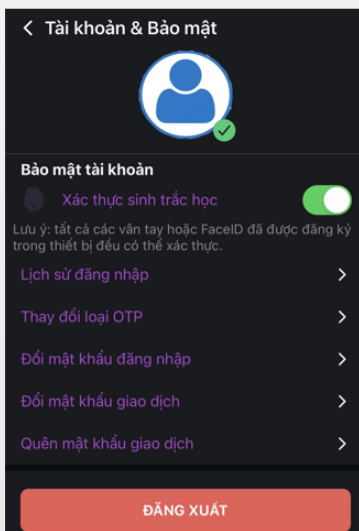 Tài khoản & Bảo mật
Bảo mật tài khoản
Xác thực sinh trắc học
Lưu ý: tất cả các vân tay hoặc FaceID đã được đăng ký
trong thiết bị đều có thể xác thực.
Lịch sử đăng nhập
Thay đổi loại OTP
Đổi mật khẩu đăng nhập
Đổi mật khẩu giao dịch
Quên mật khẩu giao dịch
ĐĂNG XUẤT